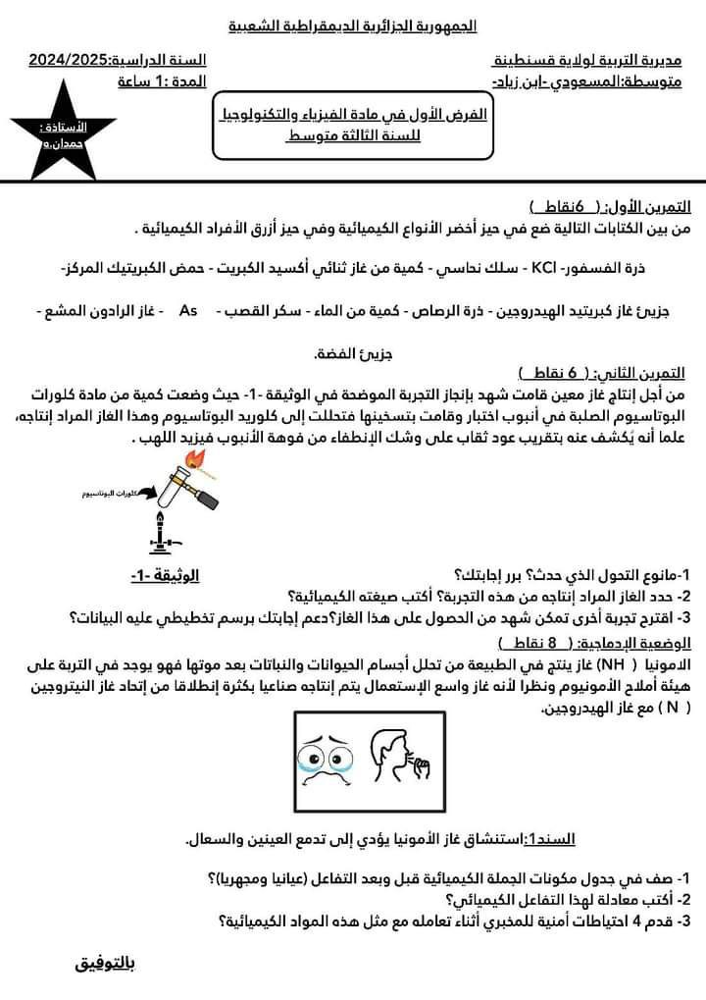 الجمهورية الجزائرية الديمقراطية الشعبية
مديرية التربية لولاية قسنطينة
السنة الدراسية:2024/2025
متوسطة:المسعودي -ابن زياد-
المدة :1 ساعة
الأستاذة :
حمدان.و
الفرض الأول في مادة الفيزياء والتكنولوجيا
للسنة الثالثة متوسط
التمرين الأول: ( 6نقاط )
من بين الكتابات التالية ضع في حيز أخضر الأنواع الكيميائية وفي حيز أزرق الأفراد الكيميائية .
ذرة الفسفور- KCl - سلك نحاسي - كمية من غاز ثنائي أكسيد الكبريت - حمض الكبريتيك المركز-
جزيئ غاز كبريتيد الهيدروجين - ذرة الرصاص - كمية من الماء - سكر القصب - As - غاز الرادون المشع -
جزيئ الفضة.
التمرين الثاني: ( 6 نقاط )
من أجل إنتاج غاز معين قامت شهد بإنجاز التجربة الموضحة في الوثيقة -1- حيث وضعت كمية من مادة كلورات
البوتاسيوم الصلبة في أنبوب اختبار وقامت بتسخينها فتحللت إلى كلوريد البوتاسيوم وهذا الغاز المراد إنتاجه،
علما أنه يُكشف عنه بتقريب عود ثقاب على وشك الإنطفاء من فوهة الأنبوب فيزيد اللهب .
كلورات البوتاسيوم
الوثيقة -1-
1-مانوع التحول الذي حدث؟ برر إجابتك؟
2- حدد الغاز المراد إنتاجه من هذه التجربة؟ أكتب صيغته الكيميائية؟
3- اقترح تجربة أخرى تمكن شهد من الحصول على هذا الغاز؟دعم إجابتك برسم تخطيطي عليه البيانات؟
الوضعية الإدماجية: ( 8 نقاط )
الامونيا ( NH) غاز ينتج في الطبيعة من تحلل أجسام الحيوانات والنباتات بعد موتها فهو يوجد في التربة على
هيئة أملاح الأمونيوم ونظرا لأنه غاز واسع الإستعمال يتم إنتاجه صناعيا بكثرة إنطلاقا من إتحاد غاز النيتروجين
( N ) مع غاز الهيدروجين.
السند1:استنشاق غاز الأمونيا يؤدي إلى تدمع العينين والسعال.
1- صف في جدول مكونات الجملة الكيميائية قبل وبعد التفاعل (عيانيا ومجهريا)؟
2- أكتب معادلة لهذا التفاعل الكيميائي؟
3- قدم 4 احتياطات أمنية للمخبري أثناء تعامله مع مثل هذه المواد الكيميائية؟
بالتوفيق